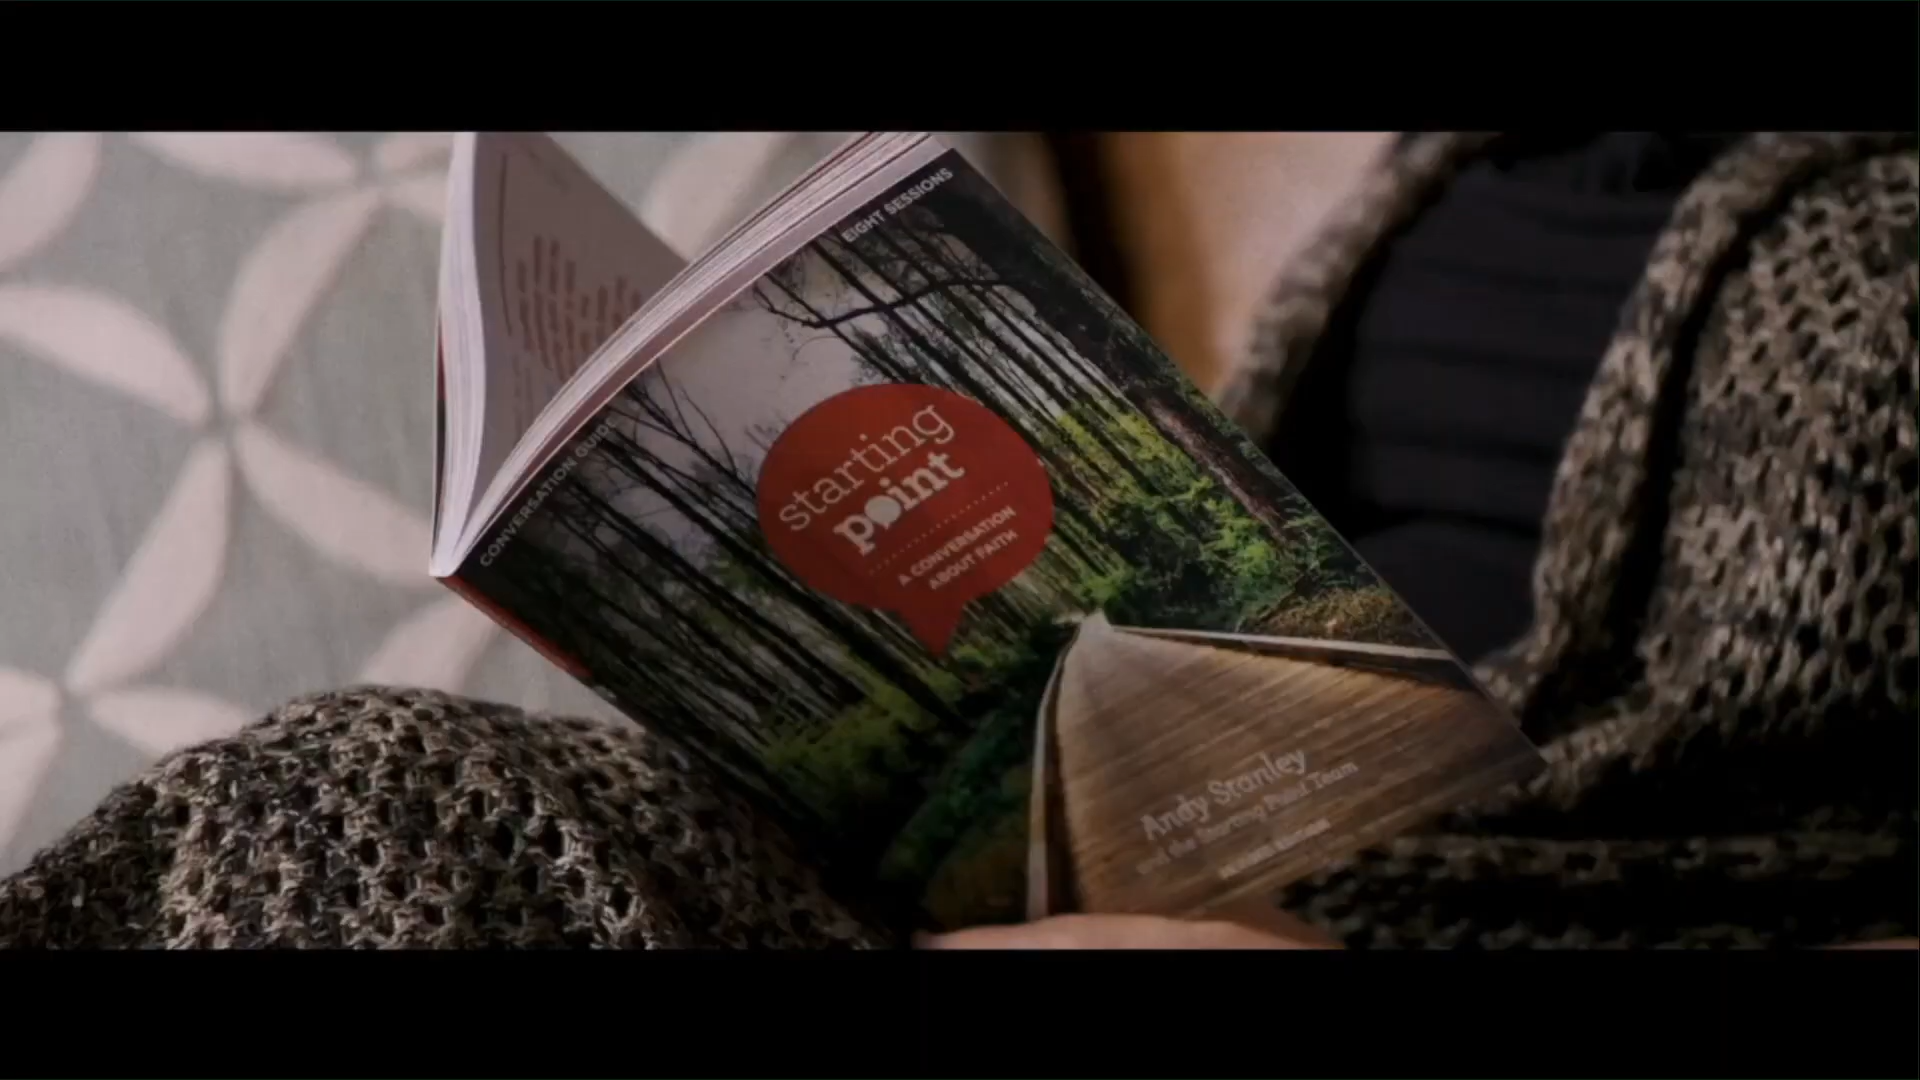 EIGHT SESSIONS
CONVERSATION GUIDE
starting
point
A CONVERSATION
ABOUT FAITH
Andy Stanley
and the Starting Point Team